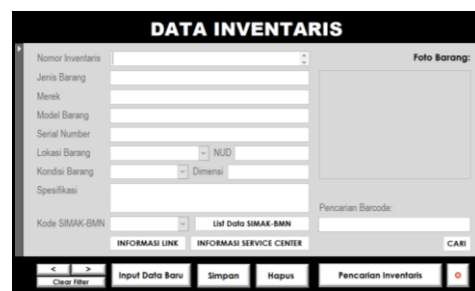 DATA INVENTARIS
Nomor Inventaris
Foto Barang:
Jenis Barang
Merek
Model Barang
Serial Number
Lokasi Barang NUD
Kondisi Barang Dimensi
Spesifikasi
Pencarian Barcode:
Kode SIMAK-BMN List Data SIMAK-BMN
INFORMASI LINK INFORMASI SERVICE CENTER CARI
< >
Clear Filter
Input Data Baru Simpan Hapus Pencarian Inventaris